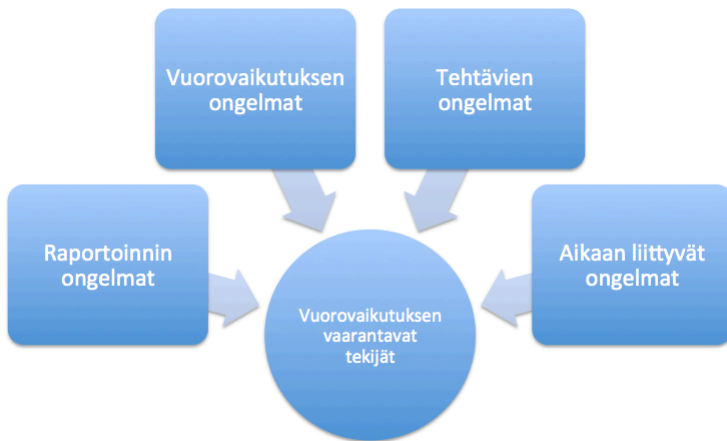 Vuorovaikutuksen
ongelmat
Tehtävien
ongelmat
Raportoinnin
ongelmat
Aikaan liittyvät
ongelmat
Vuorovaikutuksen
vaarantavat
tekijät